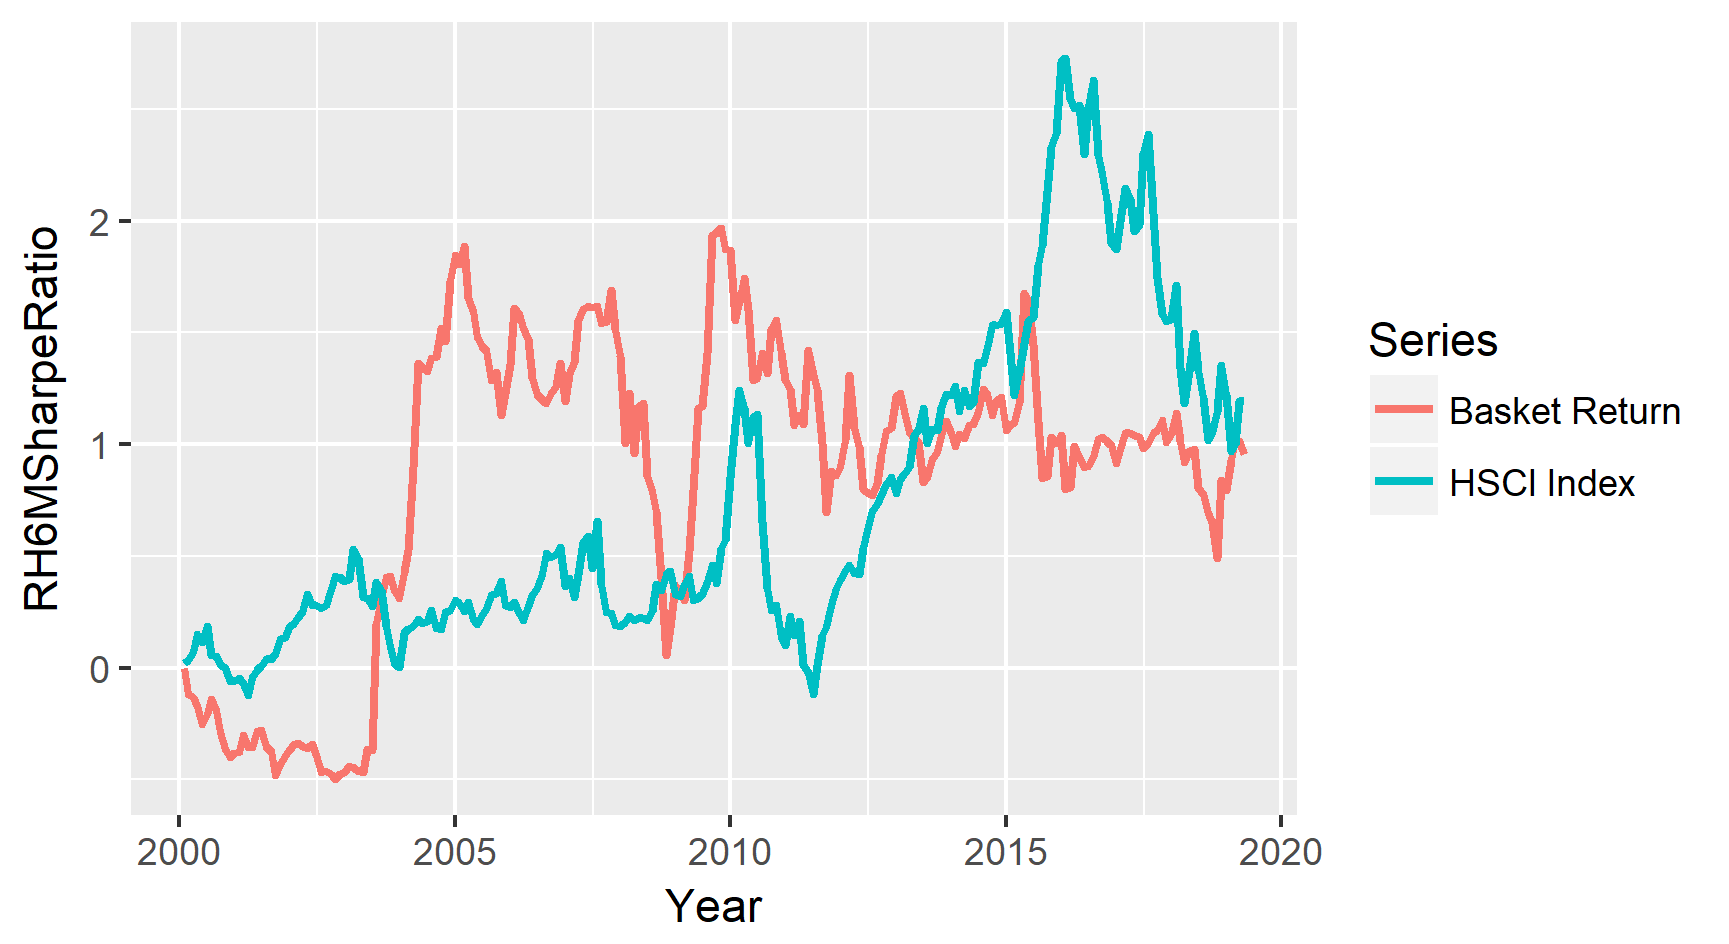 RH6MSharpeRatio
2
1
0
2000 2005 2010 2015 2020
Year
Series
Basket Return
HSCI Index